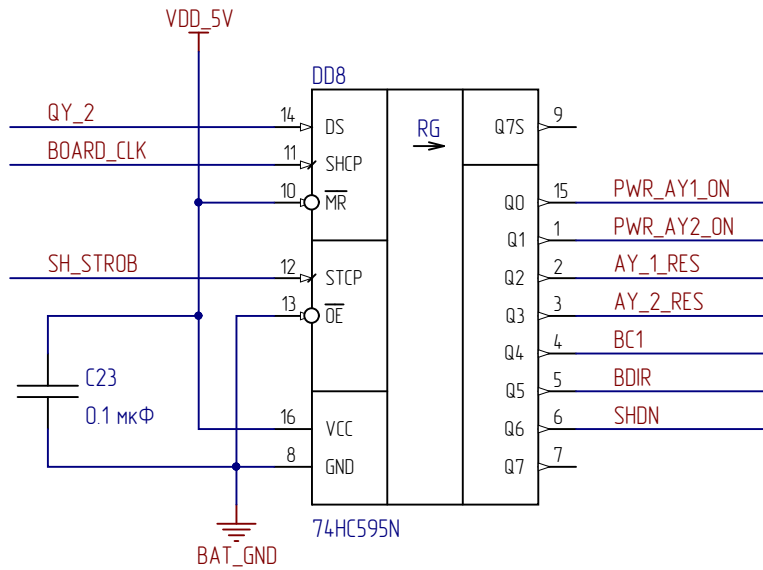 VDD_5V
DD8
QY_2
14
DS
RG
Q7S
9
BOARD_CLK
11
SHCP
10
MR
Q0
15
PWR_AY1_ON
Q1
1
PWR_AY2_ON
SH_STROB
12
STCP
Q2
2
AY_1_RES
13
OE
Q3
3
AY_2_RES
Q4
4
BC1
C23
0.1 мкФ
Q5
5
BDIR
16
VCC
Q6
6
SHDN
8
GND
Q7
7
74HC595N
BAT_GND